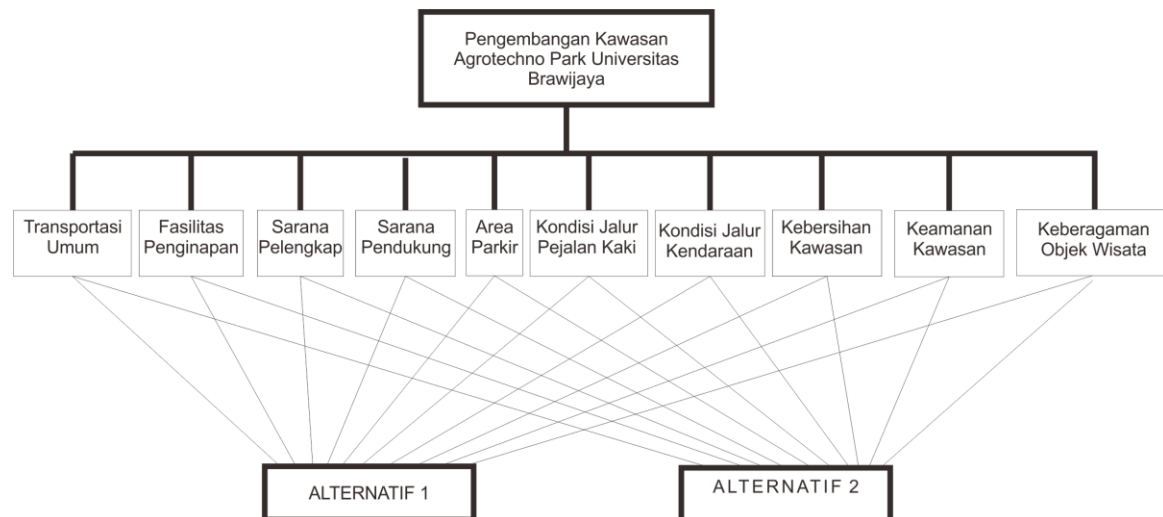 Pengembangan Kawasan
Agrotechno Park Universitas
Brawijaya
Transportasi
Umum
Fasilitas
Penginapan
Sarana
Pelengkap
Sarana
Pendukung
Area
Parkir
Kondisi Jalur
Pejalan Kaki
Kondisi Jalur
Kendaraan
Kebersihan
Kawasan
Keamanan
Kawasan
Keberagaman
Objek Wisata
ALTERNATIF 1
ALTERNATIF 2